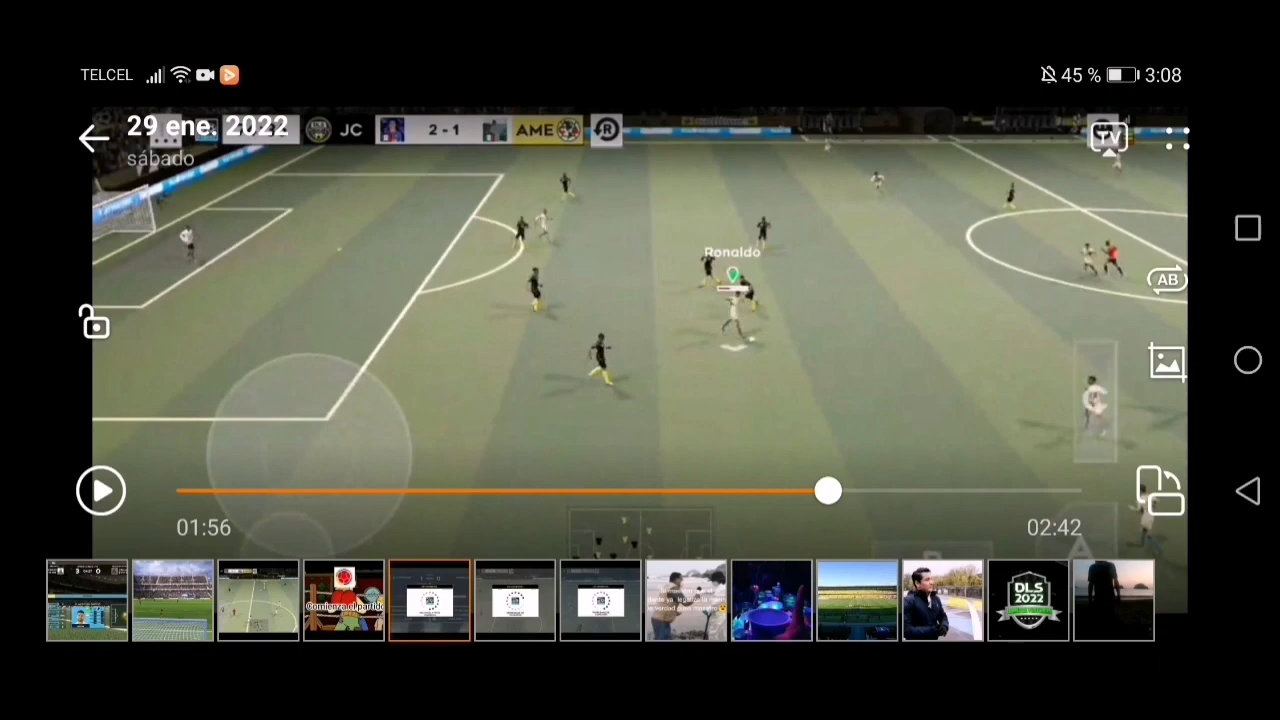 TELCEL
45 %
3:08
29 ene. 2022
sábado
JC
2 - 1
AME
R
TV
Ronaldo
AB
C
01:56
02:42
B
A
Comienza el partido
DLS
2022